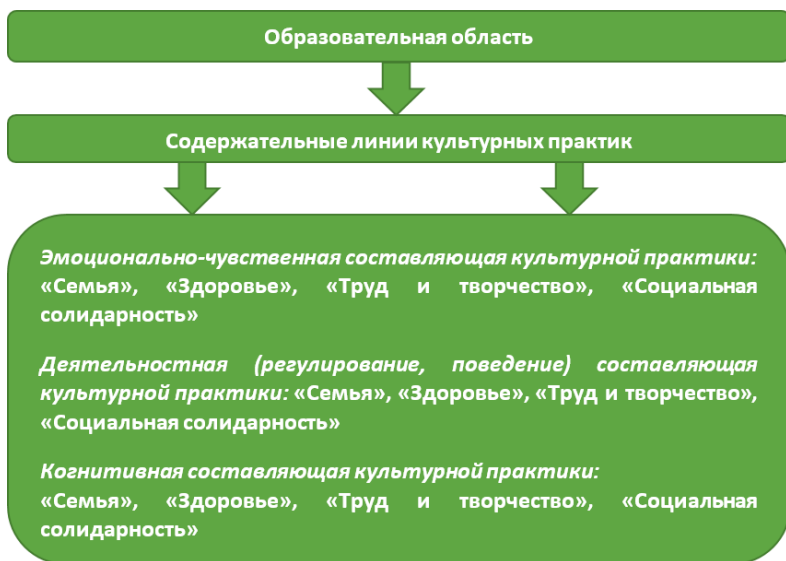 Образовательная область
Содержательные линии культурных практик
Эмоционально-чувственная составляющая культурной практики:
«Семья», «Здоровье», «Труд и творчество», «Социальная
солидарность»
Деятельностная (регулирование, поведение) составляющая
культурной практики: «Семья», «Здоровье», «Труд и творчество»,
«Социальная солидарность»
Когнитивная составляющая культурной практики:
«Семья», «Здоровье», «Труд и творчество», «Социальная
солидарность»